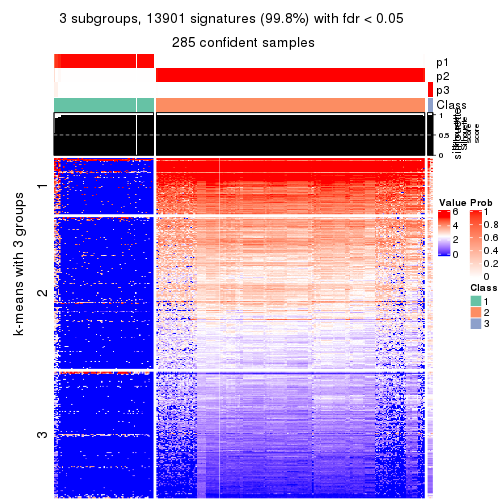 3 subgroups, 13901 signatures (99.8%) with fdr < 0.05
285 confident samples
p1
p2
p3
Class
1
0.5
0
silhouette
score
k-means with 3 groups
1
2
3
Value
6
4
2
0
Prob
1
0.8
0.6
0.4
0.2
0
Class
1
2
3